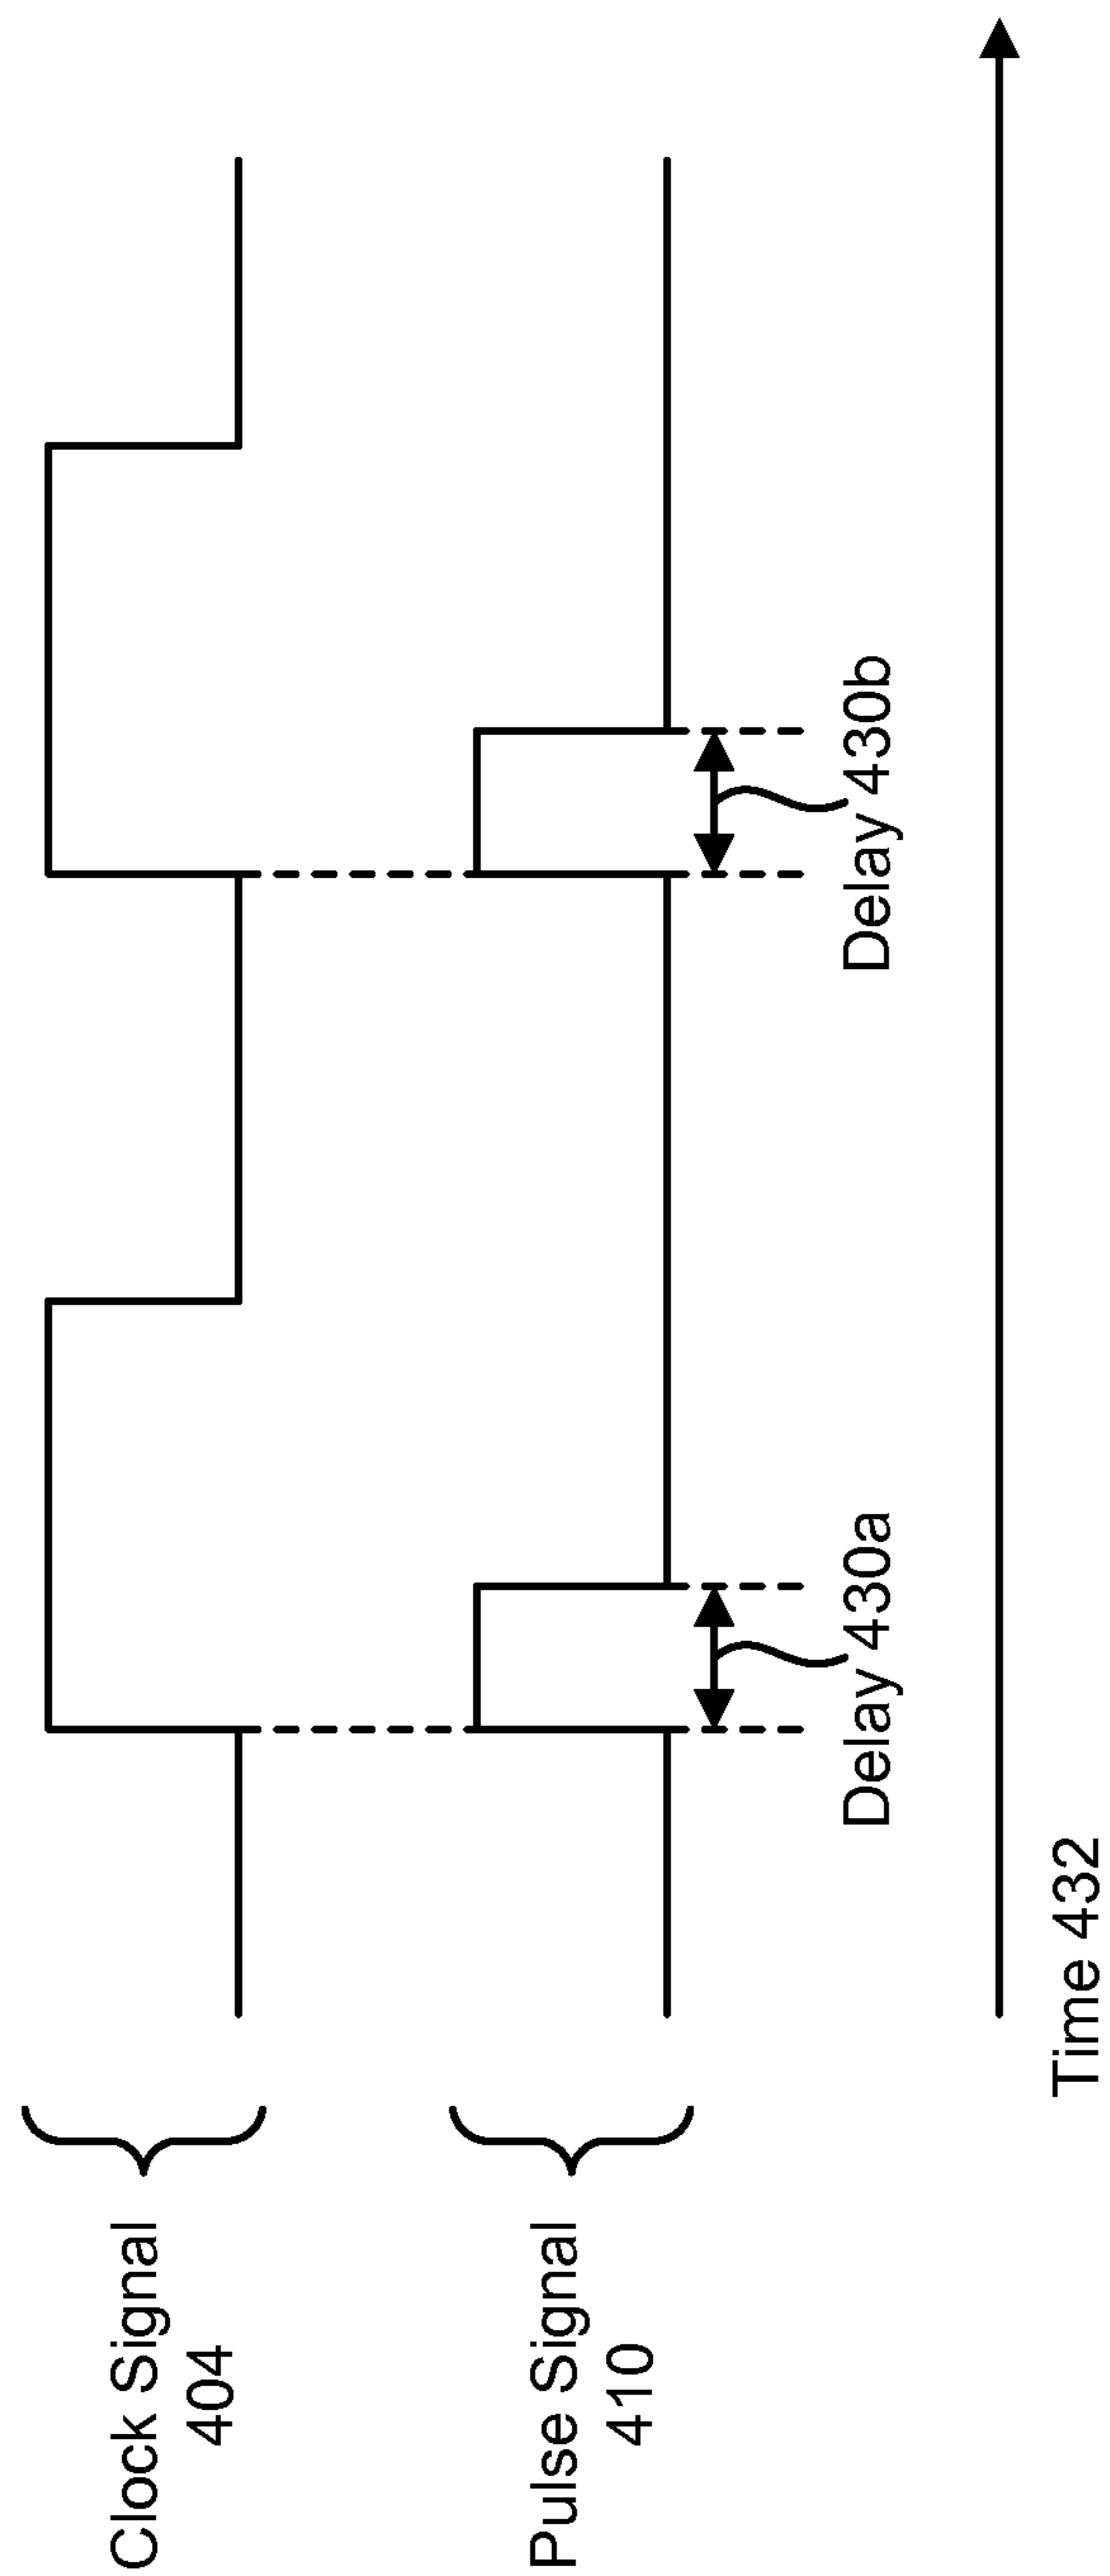 Clock Signal
404
Pulse Signal
410
Delay 430a
Delay 430b
Time 432